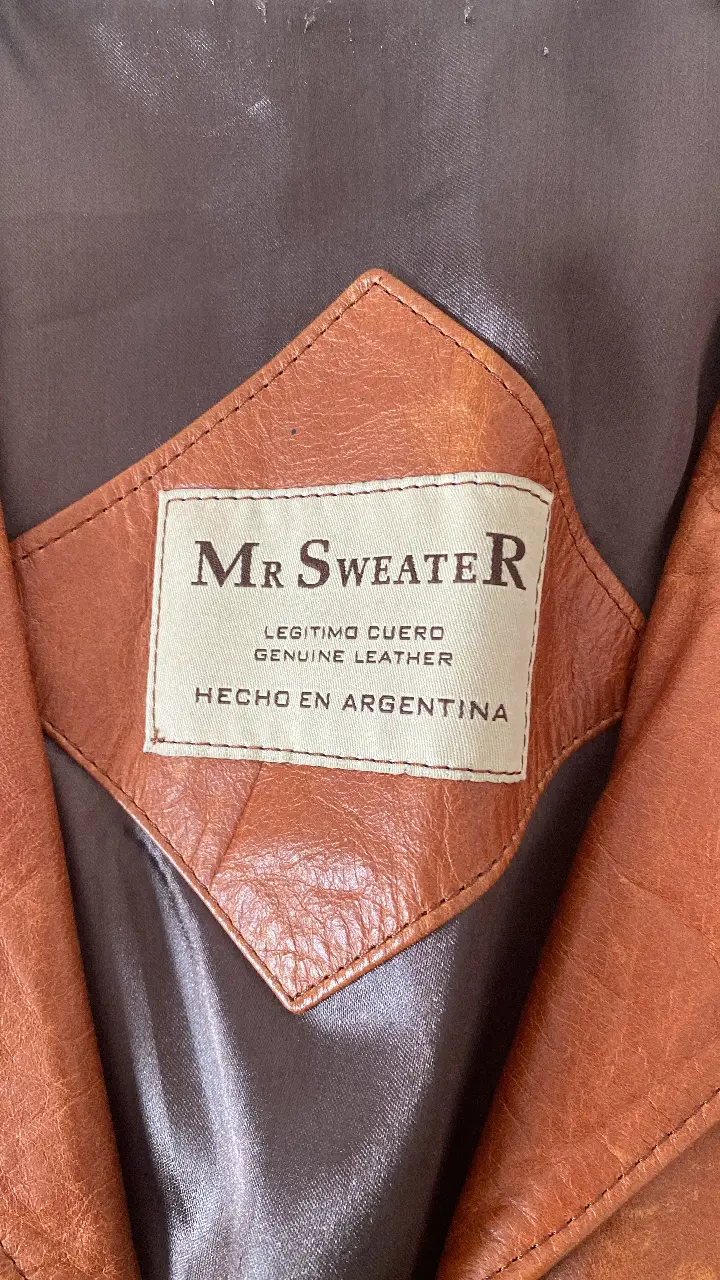 MR SWEATER
LEGITIMO CUERO
GENUINE LEATHER
HECHO EN ARGENTINA